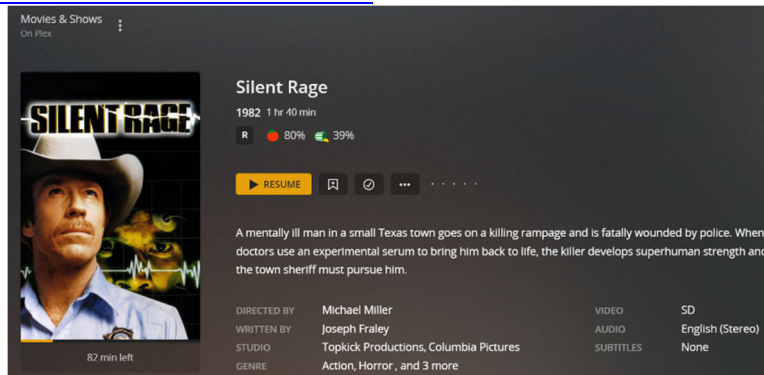 Movies & Shows
On Plex
SILENT RAGE
82 min left
Silent Rage
1982 1 hr 40 min
R 80% 39%
RESUME
A mentally ill man in a small Texas town goes on a killing rampage and is fatally wounded by police. When
doctors use an experimental serum to bring him back to life, the killer develops superhuman strength and
the town sheriff must pursue him.
DIRECTED BY Michael Miller
WRITTEN BY Joseph Fraley
STUDIO Topkick Productions, Columbia Pictures
GENRE Action, Horror, and 3 more
VIDEO SD
AUDIO English (Stereo)
SUBTITLES None